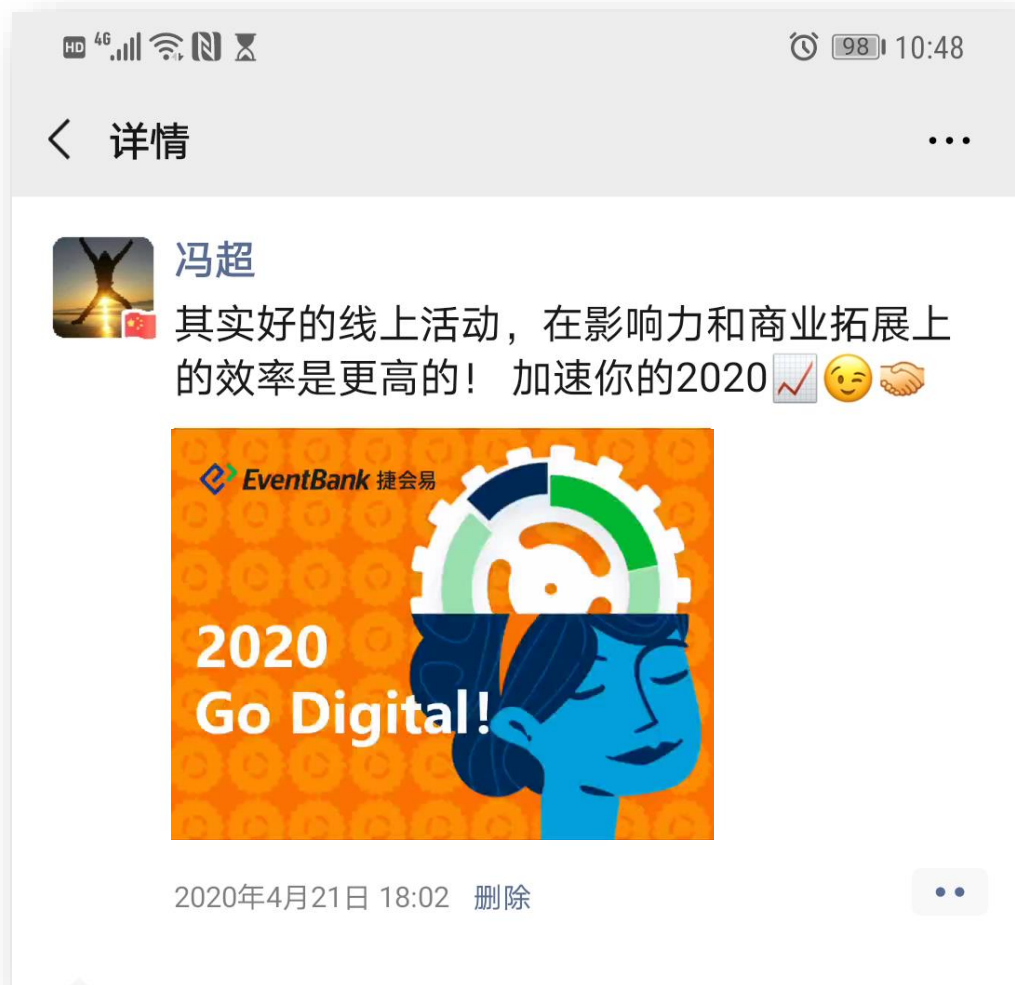 HD 4G 98 10:48
详情
冯超
其实好的线上活动，在影响力和商业拓展上
的效率是更高的！ 加速你的2020📈😉🤝
EventBank 捷会易
2020
Go Digital!
2020年4月21日 18:02 删除